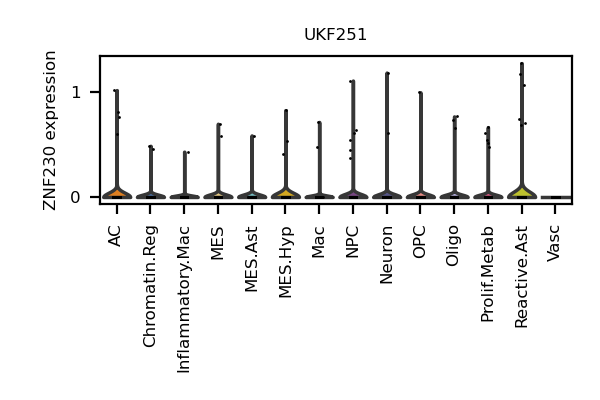 UKF251
ZNF230 expression
1
0
AC
Chromatin.Reg
Inflammatory.Mac
MES
MES.Ast
MES.Hyp
Mac
NPC
Neuron
OPC
Oligo
Prolif.Metab
Reactive.Ast
Vasc